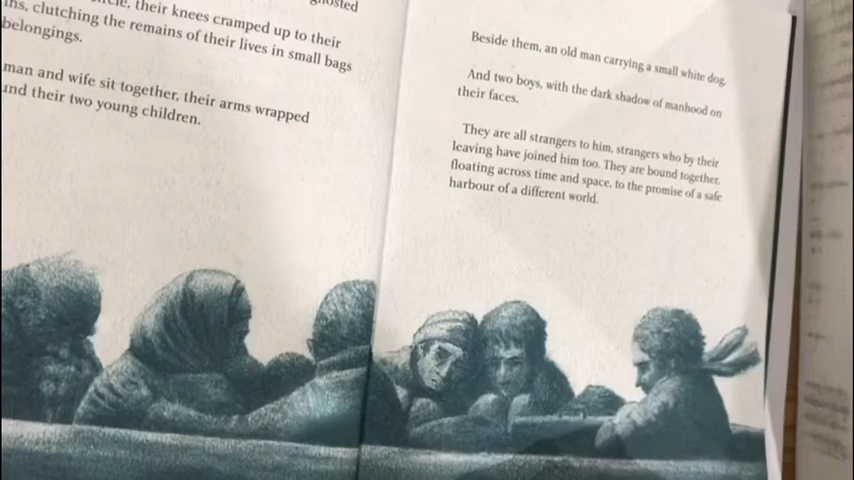 their knees cramped up to their
clutching the remains of their lives in small bags
belongings.
man and wife sit together, their arms wrapped
their two young children.
Beside them, an old man carrying a small white dog.
And two boys, with the dark shadow of manhood on
their faces.
They are all strangers to him, strangers who by their
leaving have joined him too. They are bound together,
floating across time and space, to the promise of a safe
harbour of a different world.